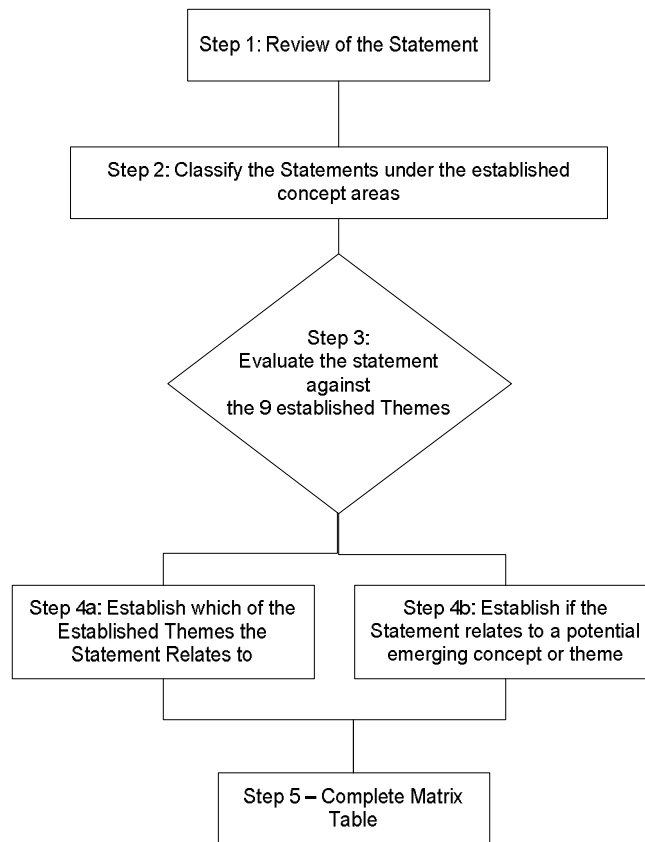 Step 1: Review of the Statement
Step 2: Classify the Statements under the established
concept areas
Step 3:
Evaluate the statement
against
the 9 established Themes
Step 4a: Establish which of the
Established Themes the
Statement Relates to
Step 4b: Establish if the
Statement relates to a potential
emerging concept or theme
Step 5 – Complete Matrix
Table